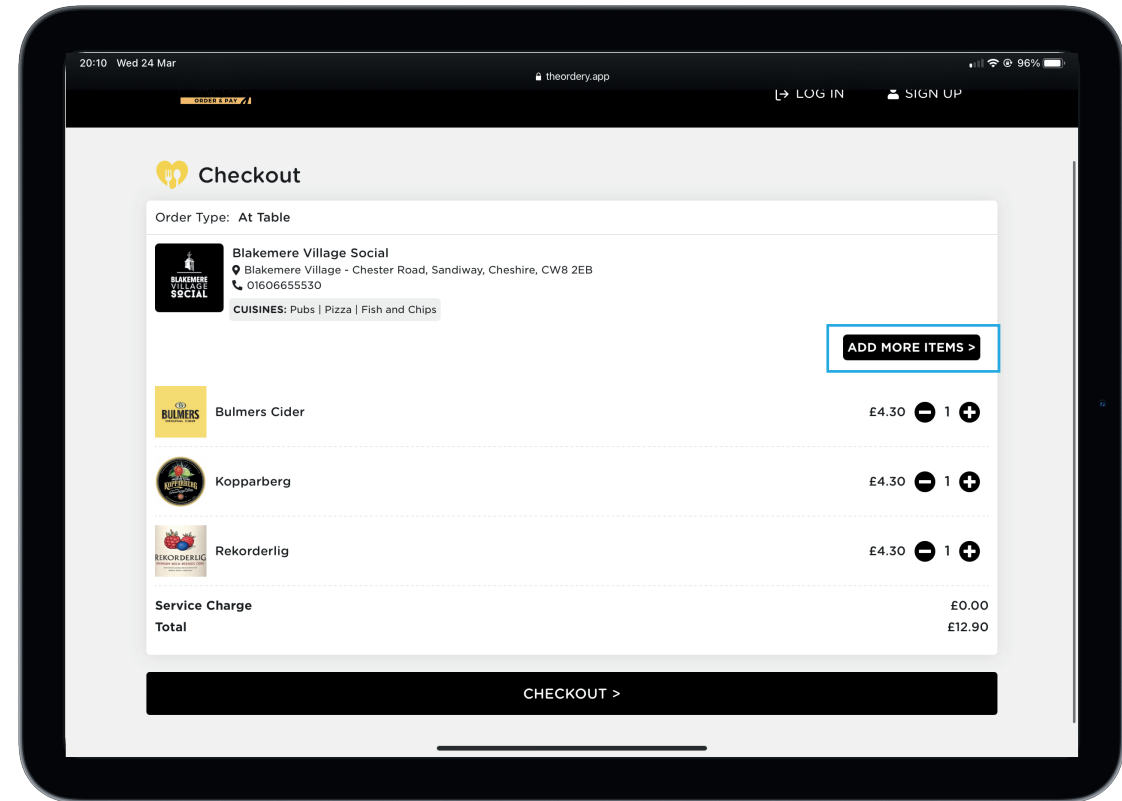 20:10 Wed 24 Mar
96%
theordery.app
ORDER & PAY
LOG IN
SIGN UP
Checkout
Order Type: At Table
BLAKEMERE
VILLAGE
SOCIAL
Blakemere Village Social
Blakemere Village - Chester Road, Sandiway, Cheshire, CW8 2EB
01606655530
CUISINES: Pubs | Pizza | Fish and Chips
ADD MORE ITEMS >
BULMERS
Bulmers Cider
£4.30 1
KOPPARBERG
Kopparberg
£4.30 1
REKORDERLIG
Rekorderlig
£4.30 1
Service Charge £0.00
Total £12.90
CHECKOUT >